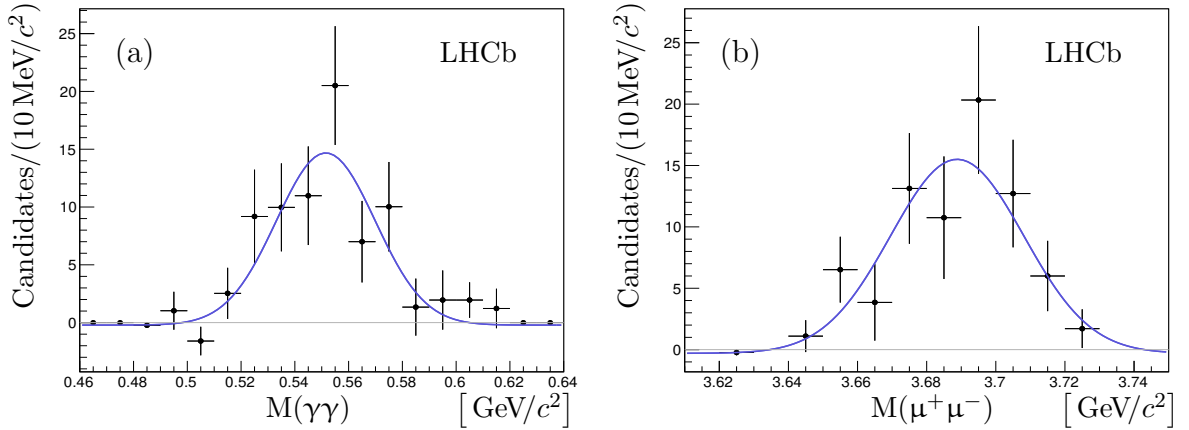 Candidates/(10 MeV/c²)
25
20
15
10
5
0
(a)
LHCb
0.46 0.48 0.5 0.52 0.54 0.56 0.58 0.6 0.62 0.64
M(γγ) [GeV/c²]
Candidates/(10 MeV/c²)
25
20
15
10
5
0
(b)
LHCb
3.62 3.64 3.66 3.68 3.7 3.72 3.74
M(μ⁺μ⁻) [GeV/c²]